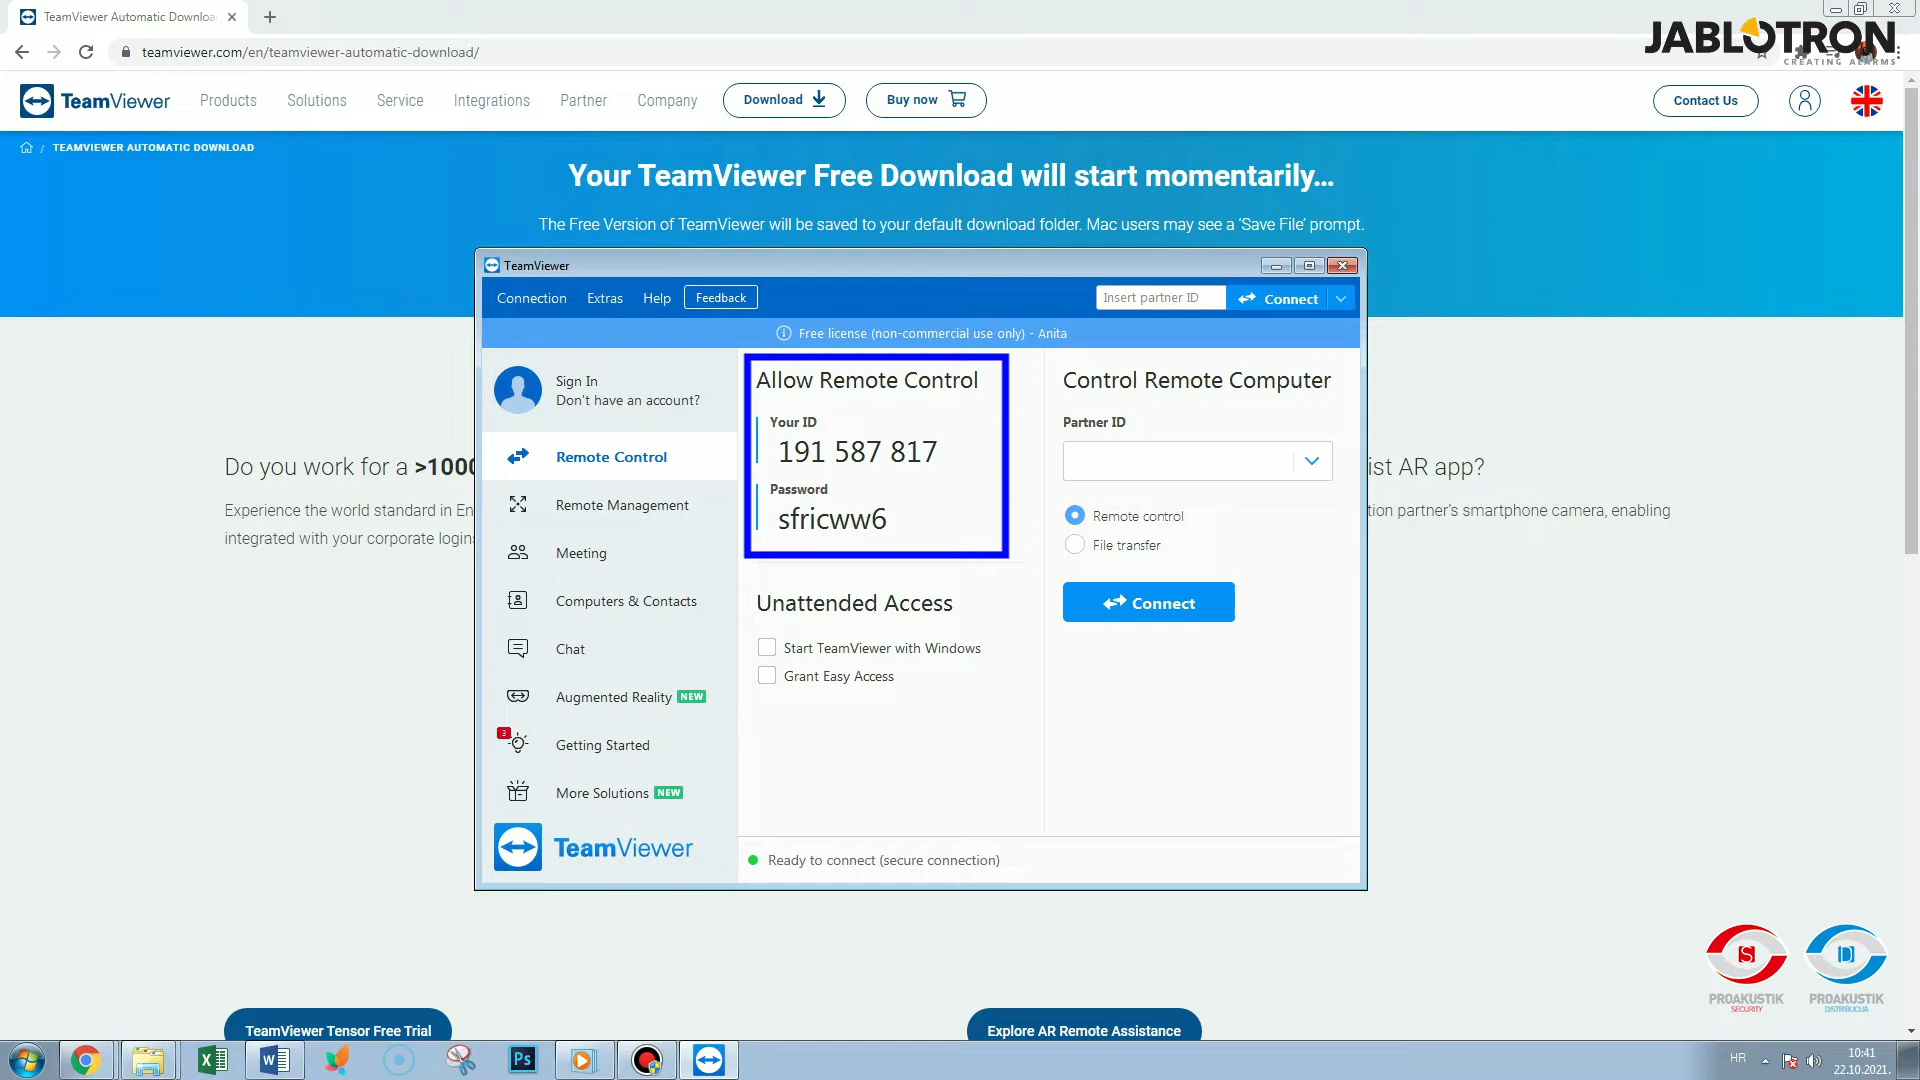 TeamViewer Automatic Downloa
teamviewer.com/en/teamviewer-automatic-download/
JABLOTRON
CREATING ALARMS
TeamViewer
Products
Solutions
Service
Integrations
Partner
Company
Download
Buy now
Contact Us
/ TEAMVIEWER AUTOMATIC DOWNLOAD
Your TeamViewer Free Download will start momentarily...
The Free Version of TeamViewer will be saved to your default download folder. Mac users may see a 'Save File' prompt.
TeamViewer
Connection
Extras
Help
Feedback
Insert partner ID
Connect
Free license (non-commercial use only) - Anita
Sign In
Don't have an account?
Remote Control
Remote Management
Meeting
Computers & Contacts
Chat
Augmented Reality NEW
3
Getting Started
More Solutions NEW
TeamViewer
Allow Remote Control
Your ID
191 587 817
Password
sfricww6
Unattended Access
Start TeamViewer with Windows
Grant Easy Access
Control Remote Computer
Partner ID
Remote control
File transfer
Connect
Ready to connect (secure connection)
Do you work for a >1000
Experience the world standard in En
integrated with your corporate logins
ist AR app?
tion partner's smartphone camera, enabling
S
PROAKUSTIK
SECURITY
D
PROAKUSTIK
DISTRIBUCIJA
TeamViewer Tensor Free Trial
Explore AR Remote Assistance
Ps
HR
10:41
22.10.2021.